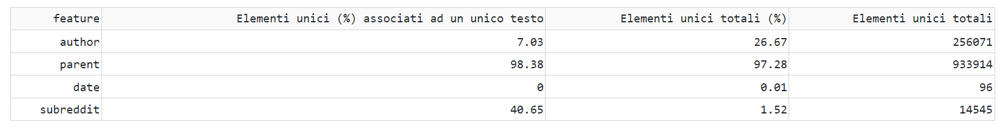 feature Elementi unici (%) associati ad un unico testo Elementi unici totali (%) Elementi unici totali
author 7.03 26.67 256071
parent 98.38 97.28 933914
date 0 0.01 96
subreddit 40.65 1.52 14545